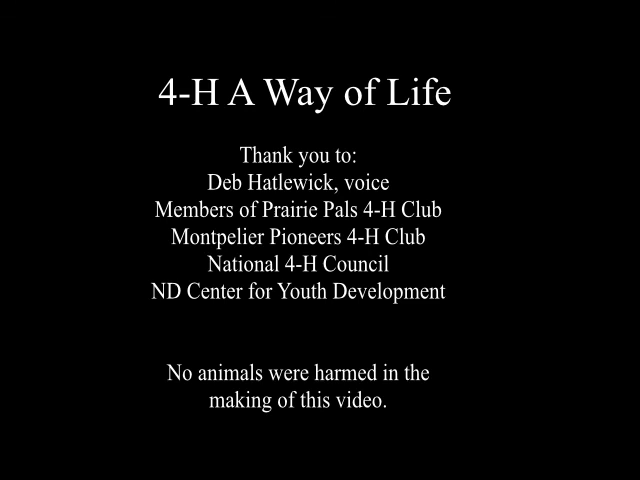 4-H A Way of Life
Thank you to:
Deb Hatlewick, voice
Members of Prairie Pals 4-H Club
Montpelier Pioneers 4-H Club
National 4-H Council
ND Center for Youth Development
No animals were harmed in the
making of this video.